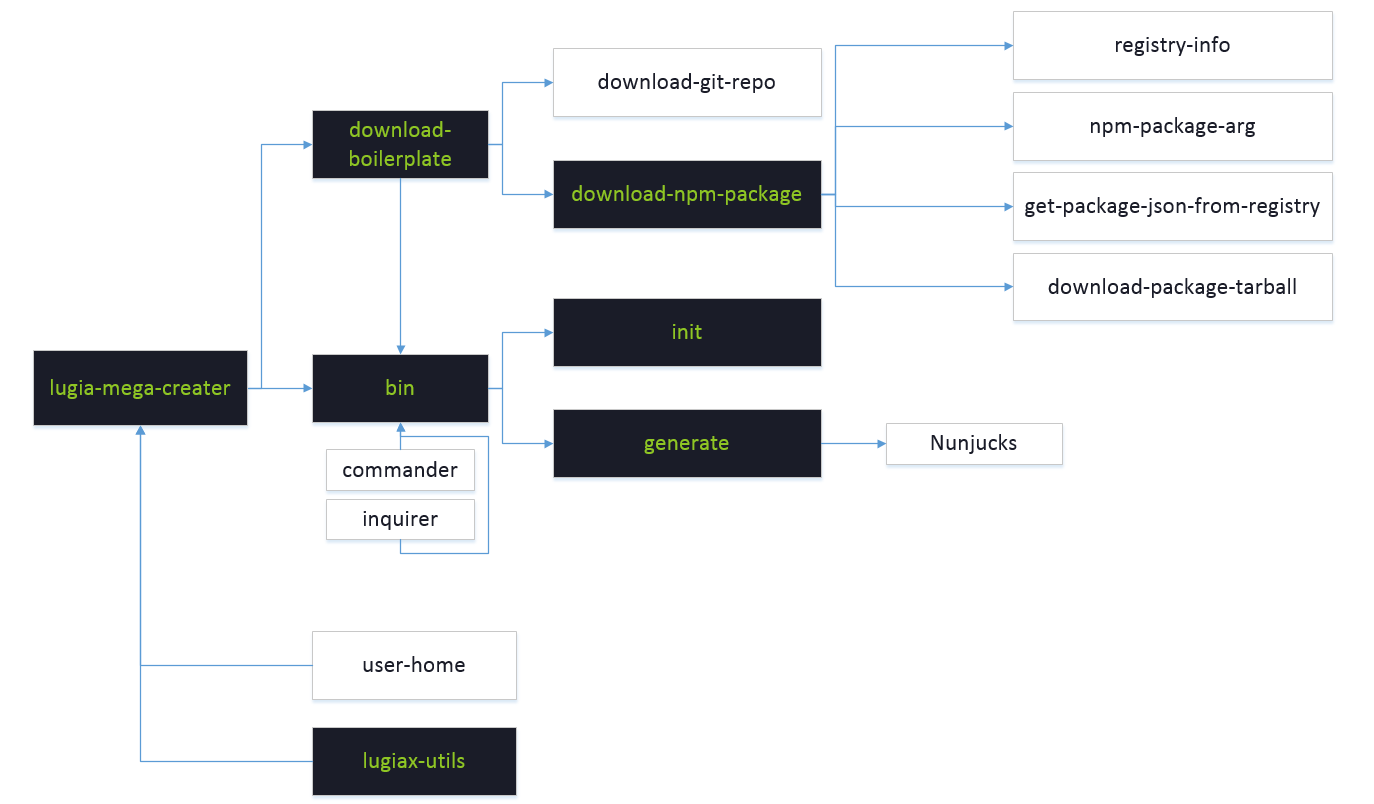 registry-info
download-git-repo
npm-package-arg
download-
boilerplate
download-npm-package
get-package-json-from-registry
download-package-tarball
init
lugia-mega-creater
bin
generate
Nunjucks
commander
inquirer
user-home
lugiax-utils